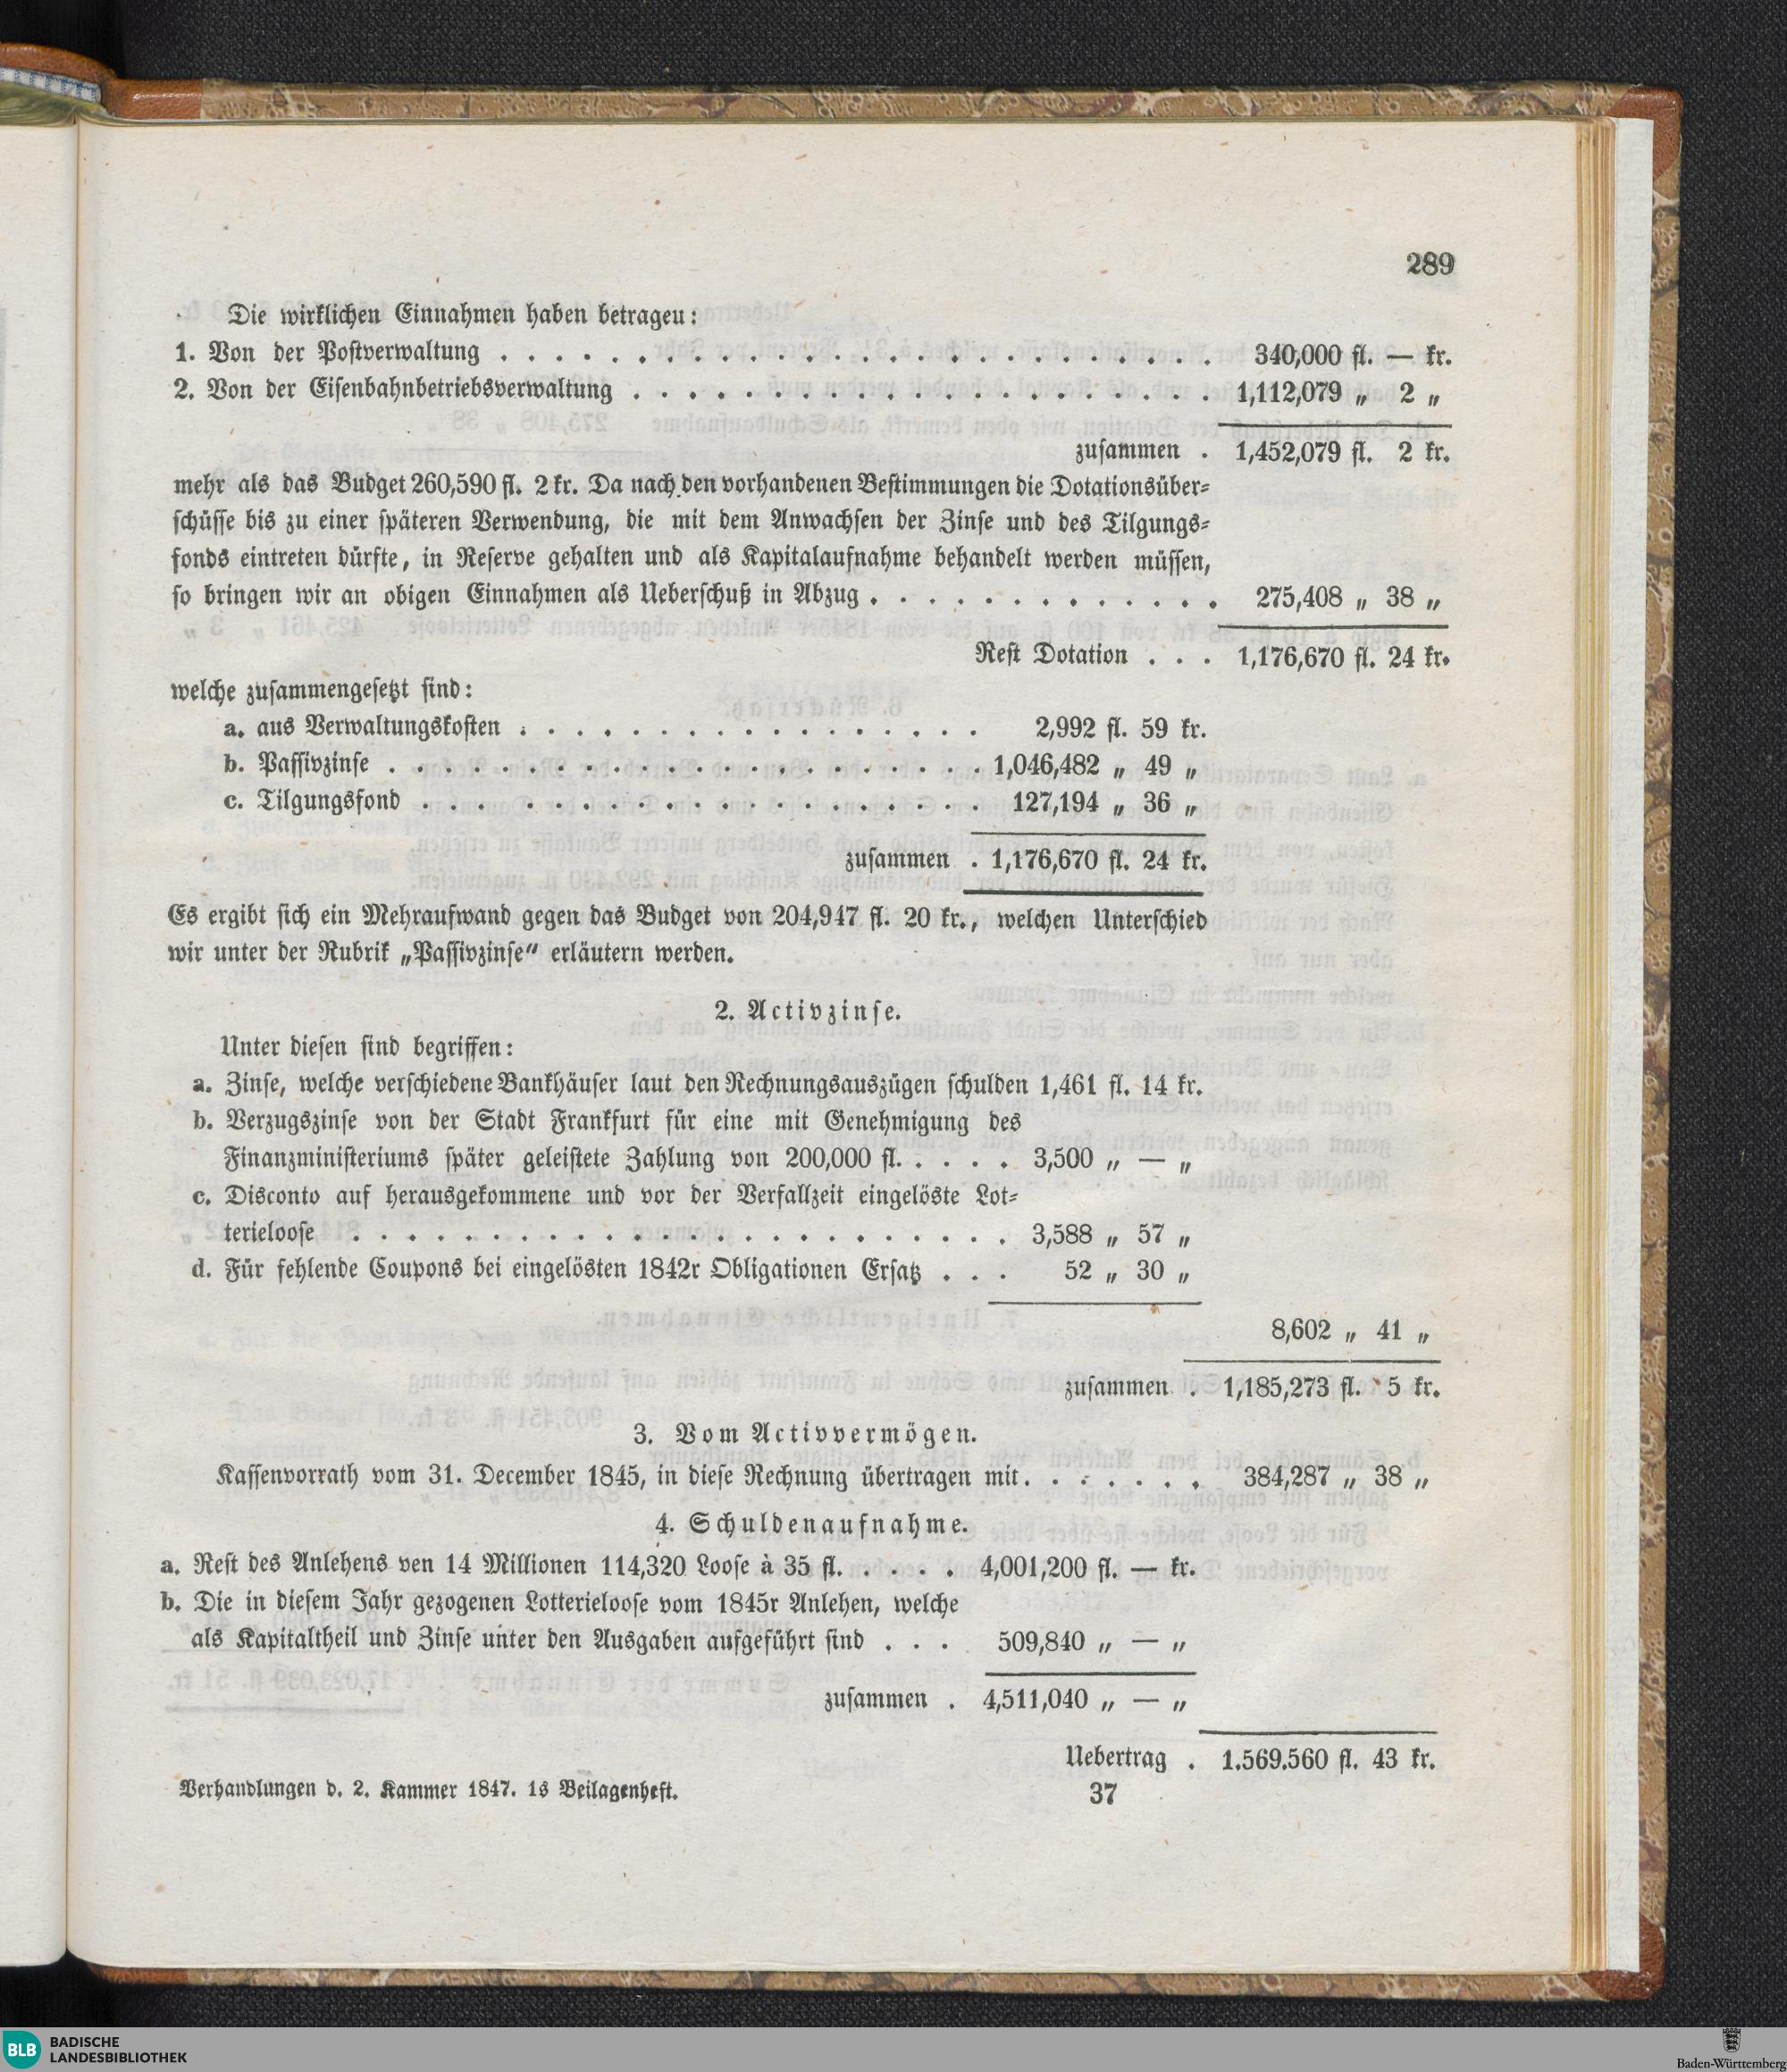 289
Die wirklichen Einnahmen haben betrageu:
1. Von der Postverwaltung . . . . . . . . . . . . . . . . . . . . . . . . . . 340,000 fl. — kr.
2. Von der Eisenbahnbetriebsverwaltung . . . . . . . . . . . . . . . . . . . . . 1,112,079 „ 2 „
zusammen . 1,452,079 fl. 2 kr.
mehr als das Budget 260,590 fl. 2 kr. Da nach den vorhandenen Bestimmungen die Dotationsüber-
schüsse bis zu einer späteren Verwendung, die mit dem Anwachsen der Zinse und des Tilgungs-
fonds eintreten dürfte, in Reserve gehalten und als Kapitalaufnahme behandelt werden müssen,
so bringen wir an obigen Einnahmen als Ueberschuß in Abzug . . . . . . . . . . . . . 275,408 „ 38 „
Rest Dotation . . . 1,176,670 fl. 24 kr.
welche zusammengesetzt sind:
a. aus Verwaltungskosten . . . . . . . . . . . . . . . . . 2,992 fl. 59 kr.
b. Passivzinse . . . . . . . . . . . . . . . . . . . . . . 1,046,482 „ 49 „
c. Tilgungsfond . . . . . . . . . . . . . . . . . . . . 127,194 „ 36 „
zusammen . 1,176,670 fl. 24 kr.
Es ergibt sich ein Mehraufwand gegen das Budget von 204,947 fl. 20 kr., welchen Unterschied
wir unter der Rubrik „Passivzinse“ erläutern werden.
2. Activzinse.
Unter diesen sind begriffen:
a. Zinse, welche verschiedene Bankhäuser laut den Rechnungsauszügen schulden 1,461 fl. 14 kr.
b. Verzugszinse von der Stadt Frankfurt für eine mit Genehmigung des
Finanzministeriums später geleistete Zahlung von 200,000 fl. . . . . 3,500 „ — „
c. Disconto auf herausgekommene und vor der Verfallzeit eingelöste Lot-
terieloose . . . . . . . . . . . . . . . . . . . . . . . . 3,588 „ 57 „
d. Für fehlende Coupons bei eingelösten 1842r Obligationen Ersatz . . . 52 „ 30 „
8,602 „ 41 „
zusammen . 1,185,273 fl. 5 kr.
3. Vom Activvermögen.
Kassenvorrath vom 31. December 1845, in diese Rechnung übertragen mit . . . . . . . 384,287 „ 38 „
4. Schuldenaufnahme.
a. Rest des Anlehens ven 14 Millionen 114,320 Loose à 35 fl. . . . . 4,001,200 fl. — kr.
b. Die in diesem Jahr gezogenen Lotterieloose vom 1845r Anlehen, welche
als Kapitaltheil und Zinse unter den Ausgaben aufgeführt sind . . . 509,840 „ — „
zusammen . 4,511,040 „ — „
Uebertrag . 1.569.560 fl. 43 kr.
Verhandlungen d. 2. Kammer 1847. 1s Beilagenheft.
37
BLB BADISCHE
LANDESBIBLIOTHEK
Baden-Württemberg